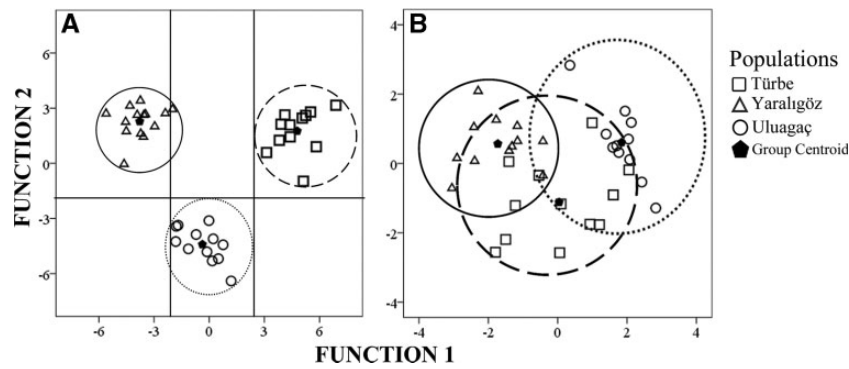 A
B
FUNCTION 2
6
3
0
-3
-6
-6
-3
0
3
6
4
2
0
-2
-4
-4
-2
0
2
4
FUNCTION 1
Populations
Türbe
Yaralıgöz
Uluagaç
Group Centroid